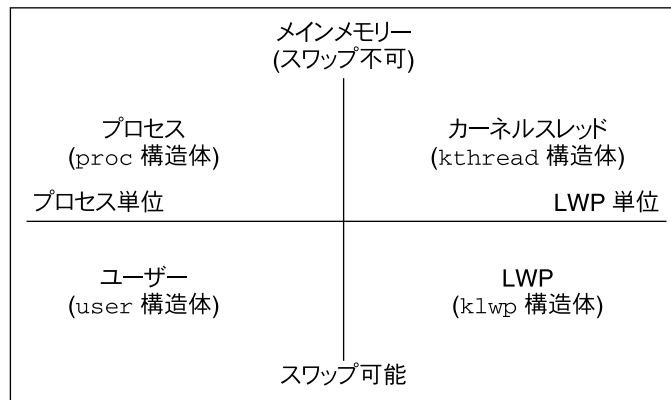 メインメモリー
(スワップ不可)
プロセス
(proc 構造体)
カーネルスレッド
(kthread 構造体)
プロセス単位
LWP 単位
ユーザー
(user 構造体)
LWP
(klwp 構造体)
スワップ可能